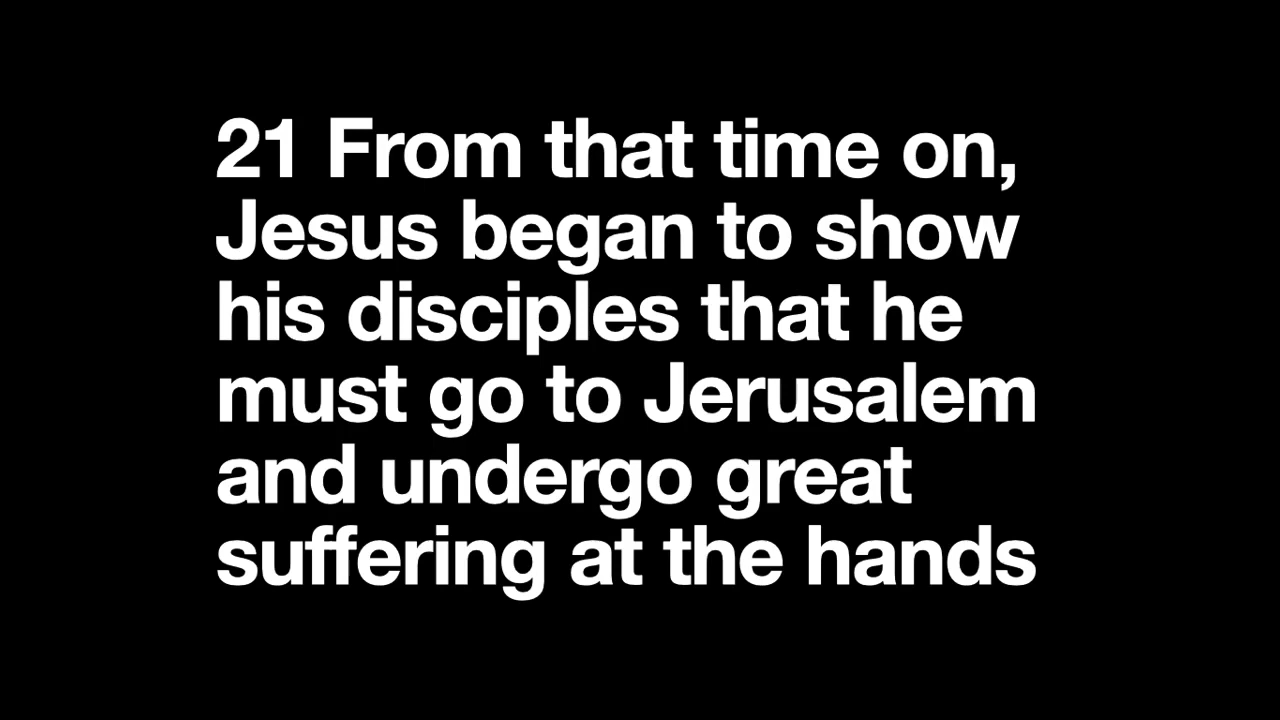 21 From that time on,
Jesus began to show
his disciples that he
must go to Jerusalem
and undergo great
suffering at the hands